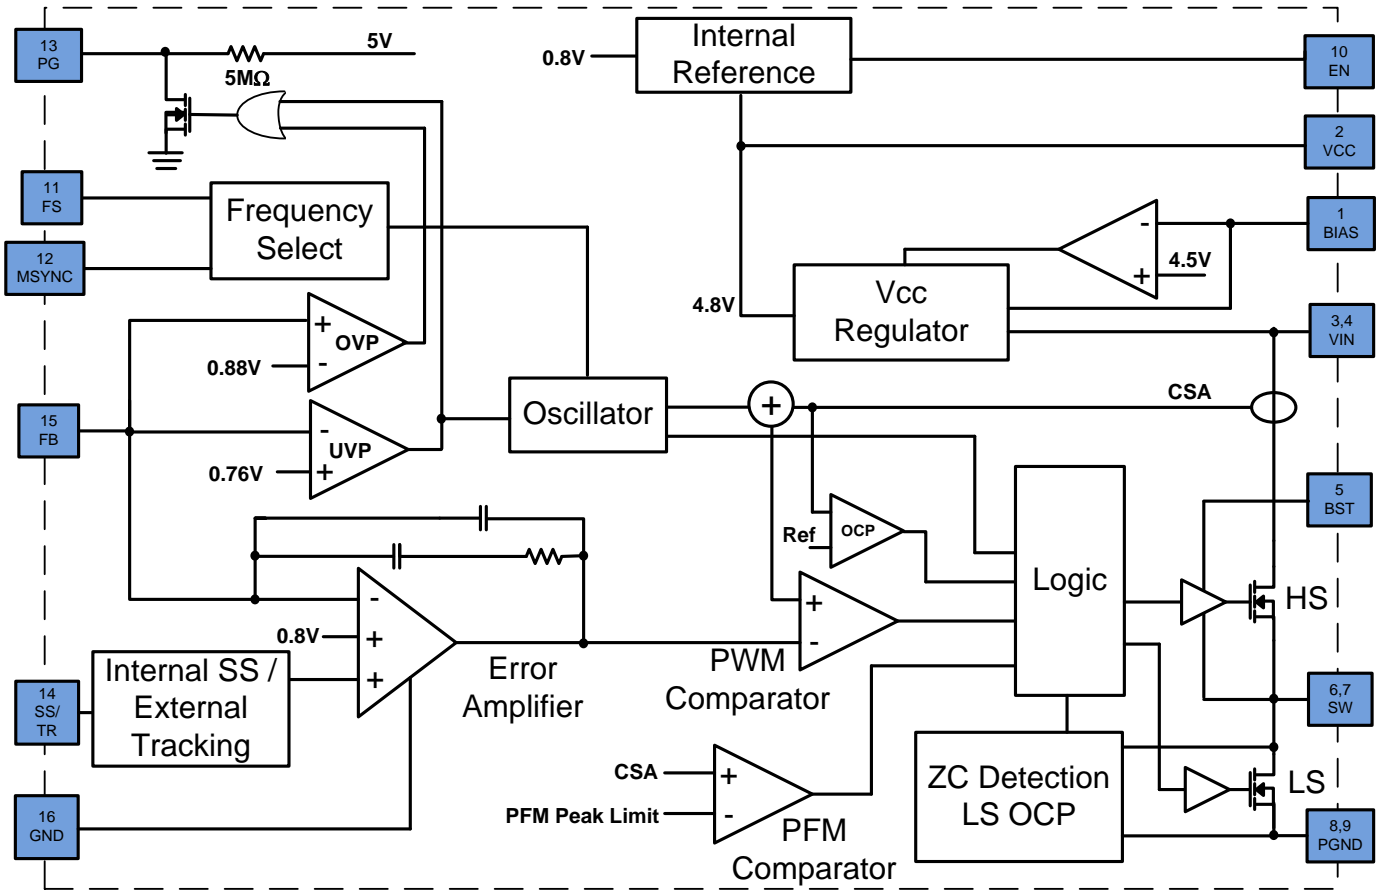 13
PG
5V
5MΩ
0.8V
Internal
Reference
10
EN
2
VCC
11
FS
12
MSYNC
Frequency
Select
1
BIAS
-
+
4.5V
4.8V
Vcc
Regulator
3,4
VIN
+
OVP
0.88V
-
15
FB
-
UVP
0.76V
+
Oscillator
+
CSA
5
BST
Ref
OCP
Logic
HS
-
0.8V
+
+
Error
Amplifier
+
-
PWM
Comparator
Internal SS /
External
Tracking
14
SS/
TR
6,7
SW
16
GND
CSA
+
PFM Peak Limit
-
PFM
Comparator
ZC Detection
LS OCP
LS
8,9
PGND